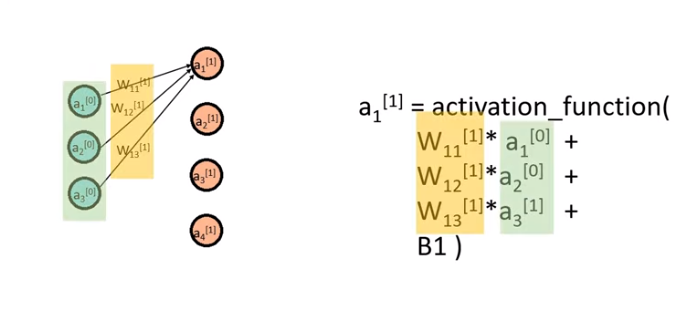 a₁[1]
W₁₁[1]
a₁[0]
W₁₂[1]
a₂[1]
a₂[0]
W₁₃[1]
a₃[1]
a₃[0]
a₄[1]
a₁[1] = activation_function(
W₁₁[1]* a₁[0] +
W₁₂[1]*a₂[0] +
W₁₃[1]*a₃[1] +
B1 )